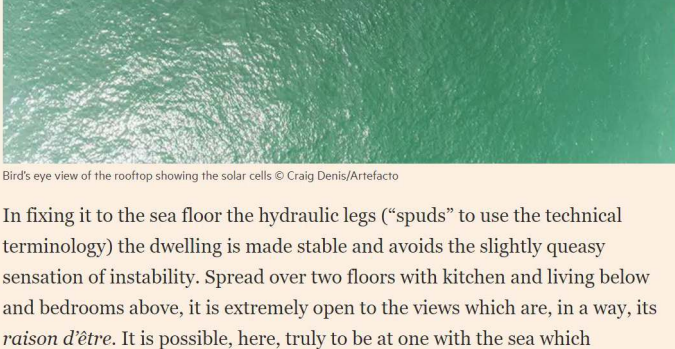 Bird's eye view of the rooftop showing the solar cells © Craig Denis/Artefacto
In fixing it to the sea floor the hydraulic legs (“spuds” to use the technical
terminology) the dwelling is made stable and avoids the slightly queasy
sensation of instability. Spread over two floors with kitchen and living below
and bedrooms above, it is extremely open to the views which are, in a way, its
raison d’être. It is possible, here, truly to be at one with the sea which